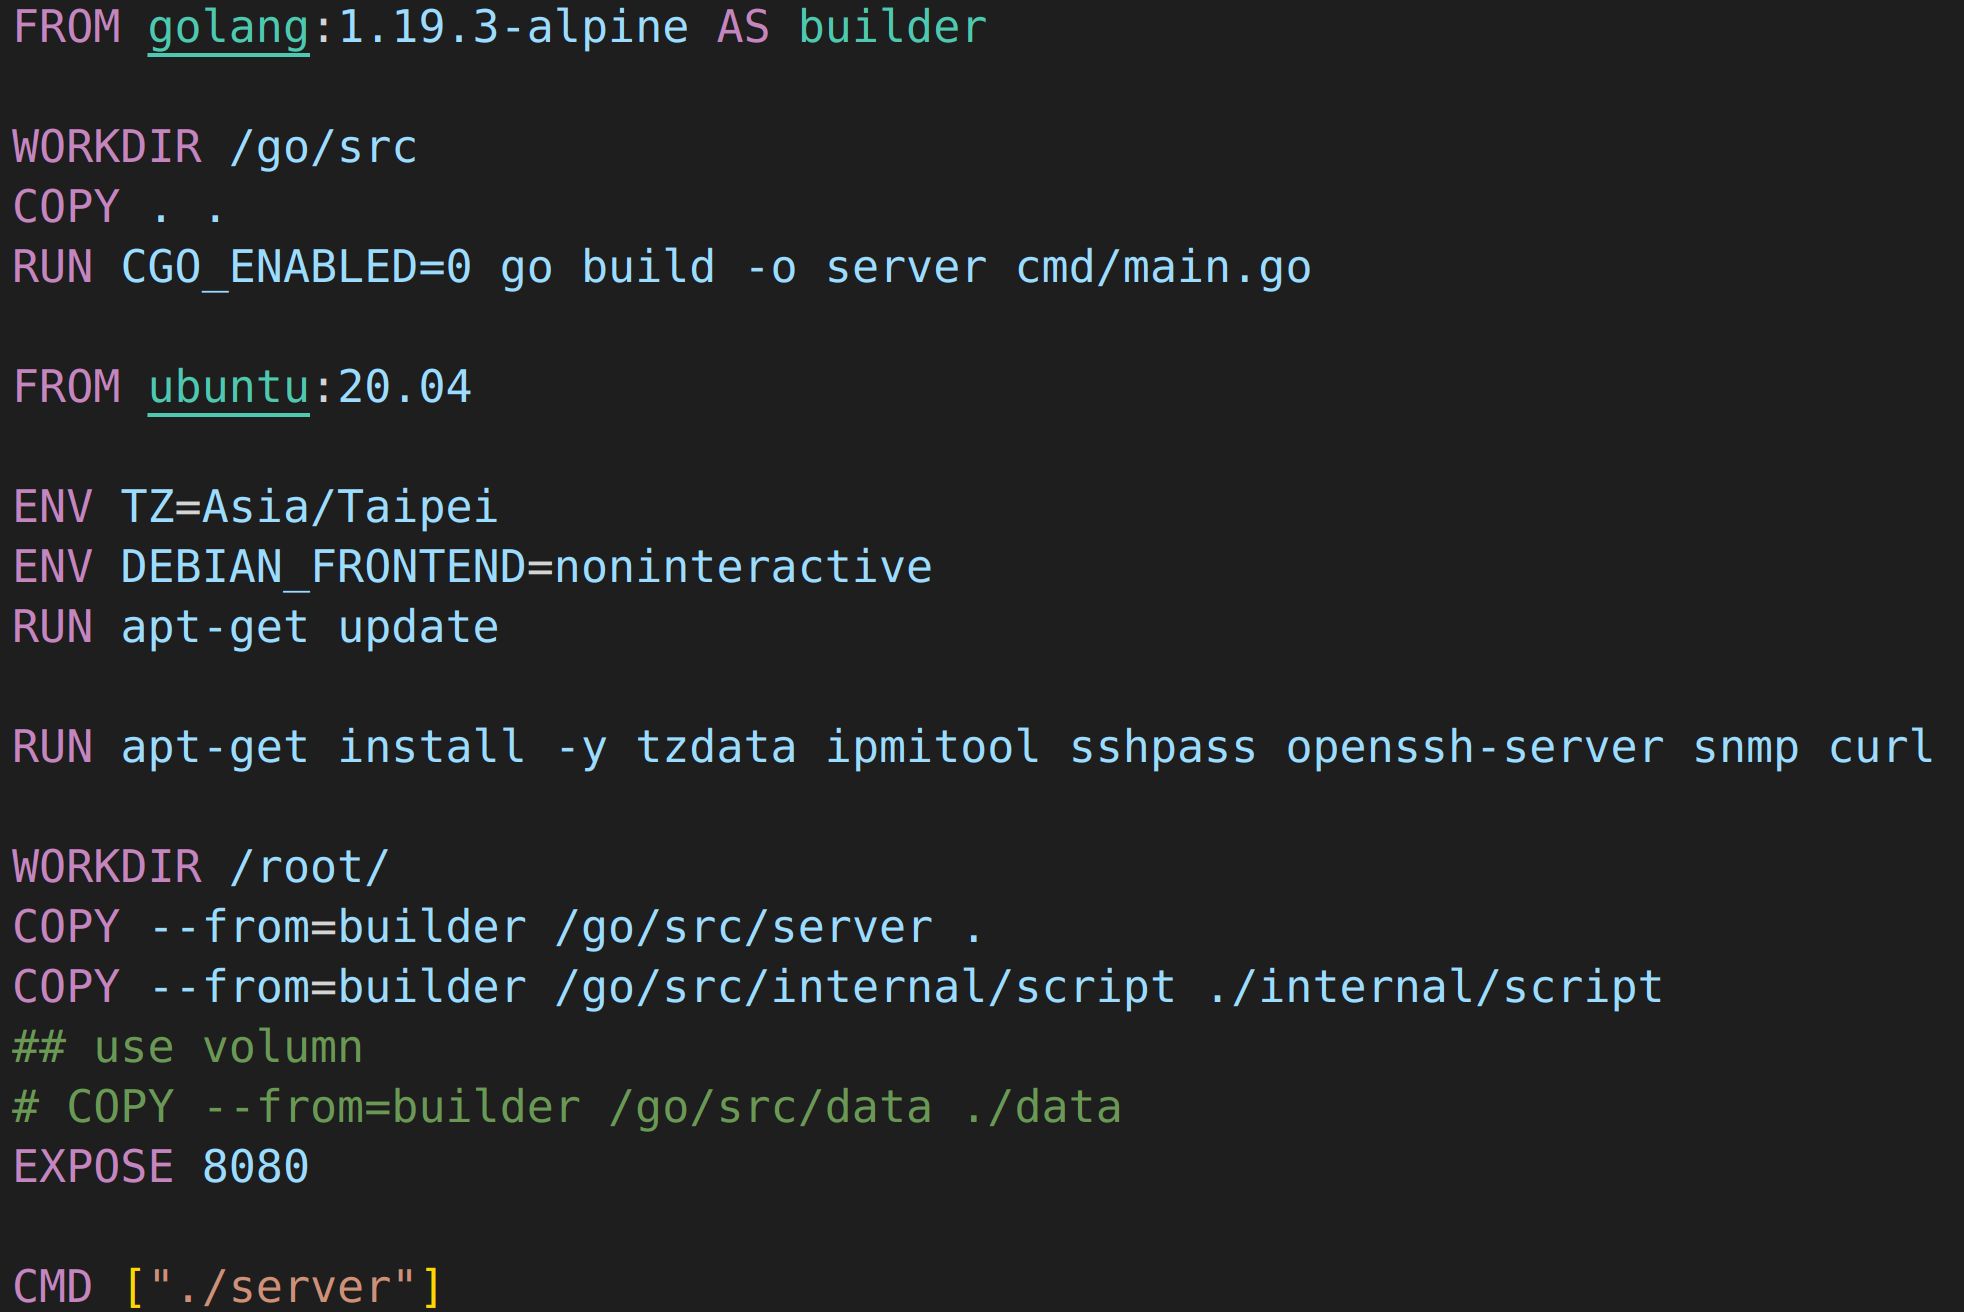 FROM golang:1.19.3-alpine AS builder
WORKDIR /go/src
COPY . .
RUN CGO_ENABLED=0 go build -o server cmd/main.go
FROM ubuntu:20.04
ENV TZ=Asia/Taipei
ENV DEBIAN_FRONTEND=noninteractive
RUN apt-get update
RUN apt-get install -y tzdata ipmitool sshpass openssh-server snmp curl
WORKDIR /root/
COPY --from=builder /go/src/server .
COPY --from=builder /go/src/internal/script ./internal/script
## use volumn
# COPY --from=builder /go/src/data ./data
EXPOSE 8080
CMD ["./server"]